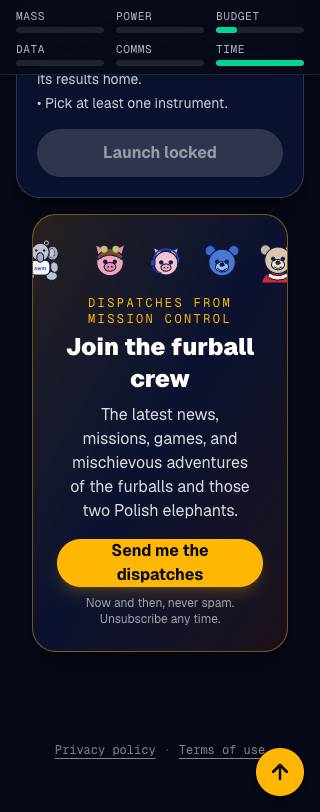 MASS
POWER
BUDGET
DATA
COMMS
TIME
its results home.
• Pick at least one instrument.
Launch locked
DISPATCHES FROM
MISSION CONTROL
Join the furball
crew
The latest news,
missions, games, and
mischievous adventures
of the furballs and those
two Polish elephants.
Send me the
dispatches
Now and then, never spam.
Unsubscribe any time.
Privacy policy · Terms of use